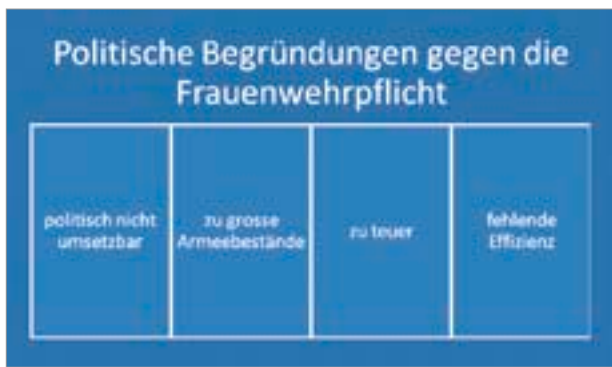 Politische Begründungen gegen die
Frauenwehrpflicht
politisch nicht
umsetzbar
zu grosse
Armeebestände
zu teuer
fehlende
Effizienz